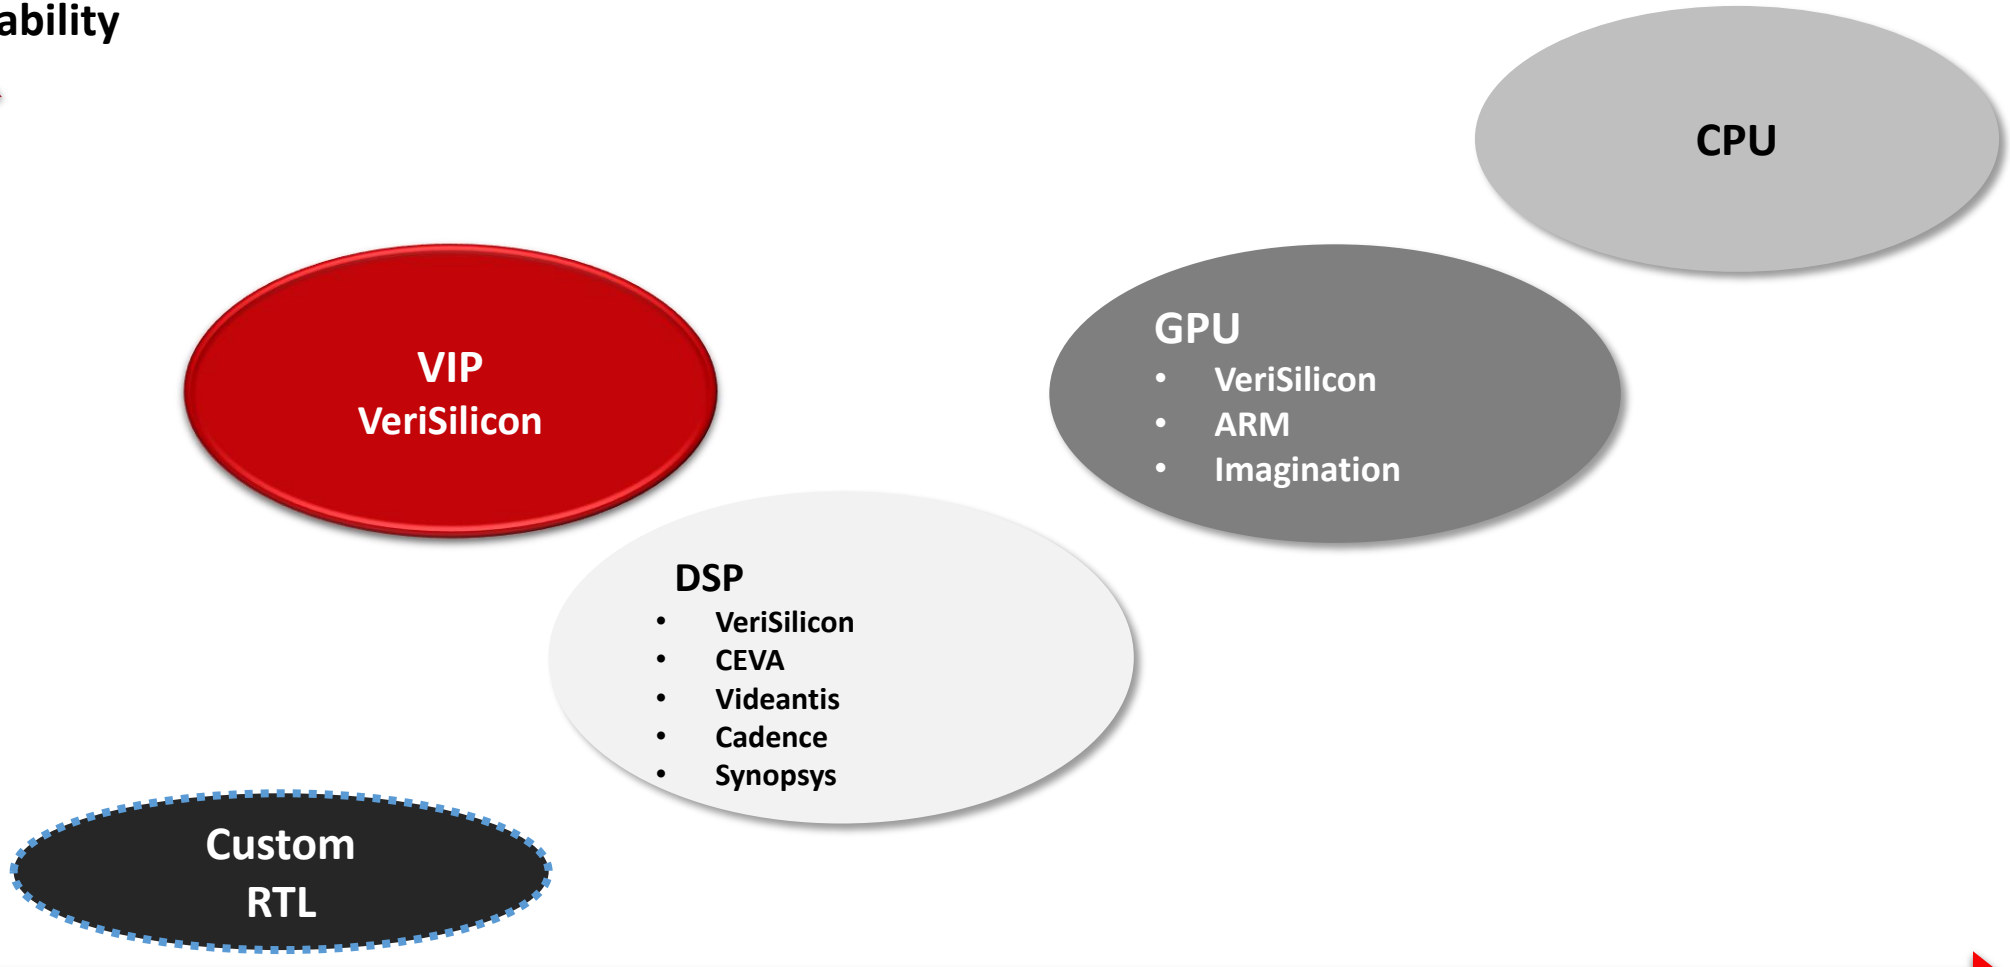 ability
CPU
VIP
VeriSilicon
GPU
• VeriSilicon
• ARM
• Imagination
DSP
• VeriSilicon
• CEVA
• Videantis
• Cadence
• Synopsys
Custom
RTL